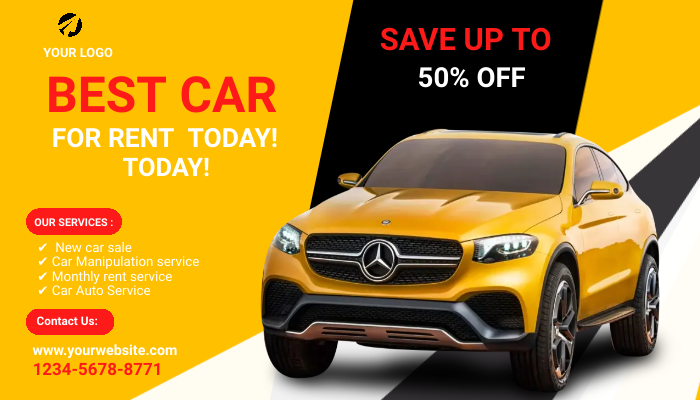 YOUR LOGO
BEST CAR
FOR RENT TODAY!
TODAY!
SAVE UP TO
50% OFF
OUR SERVICES :
✔ New car sale
✔ Car Manipulation service
✔ Monthly rent service
✔ Car Auto Service
Contact Us:
www.yourwebsite.com
1234-5678-8771